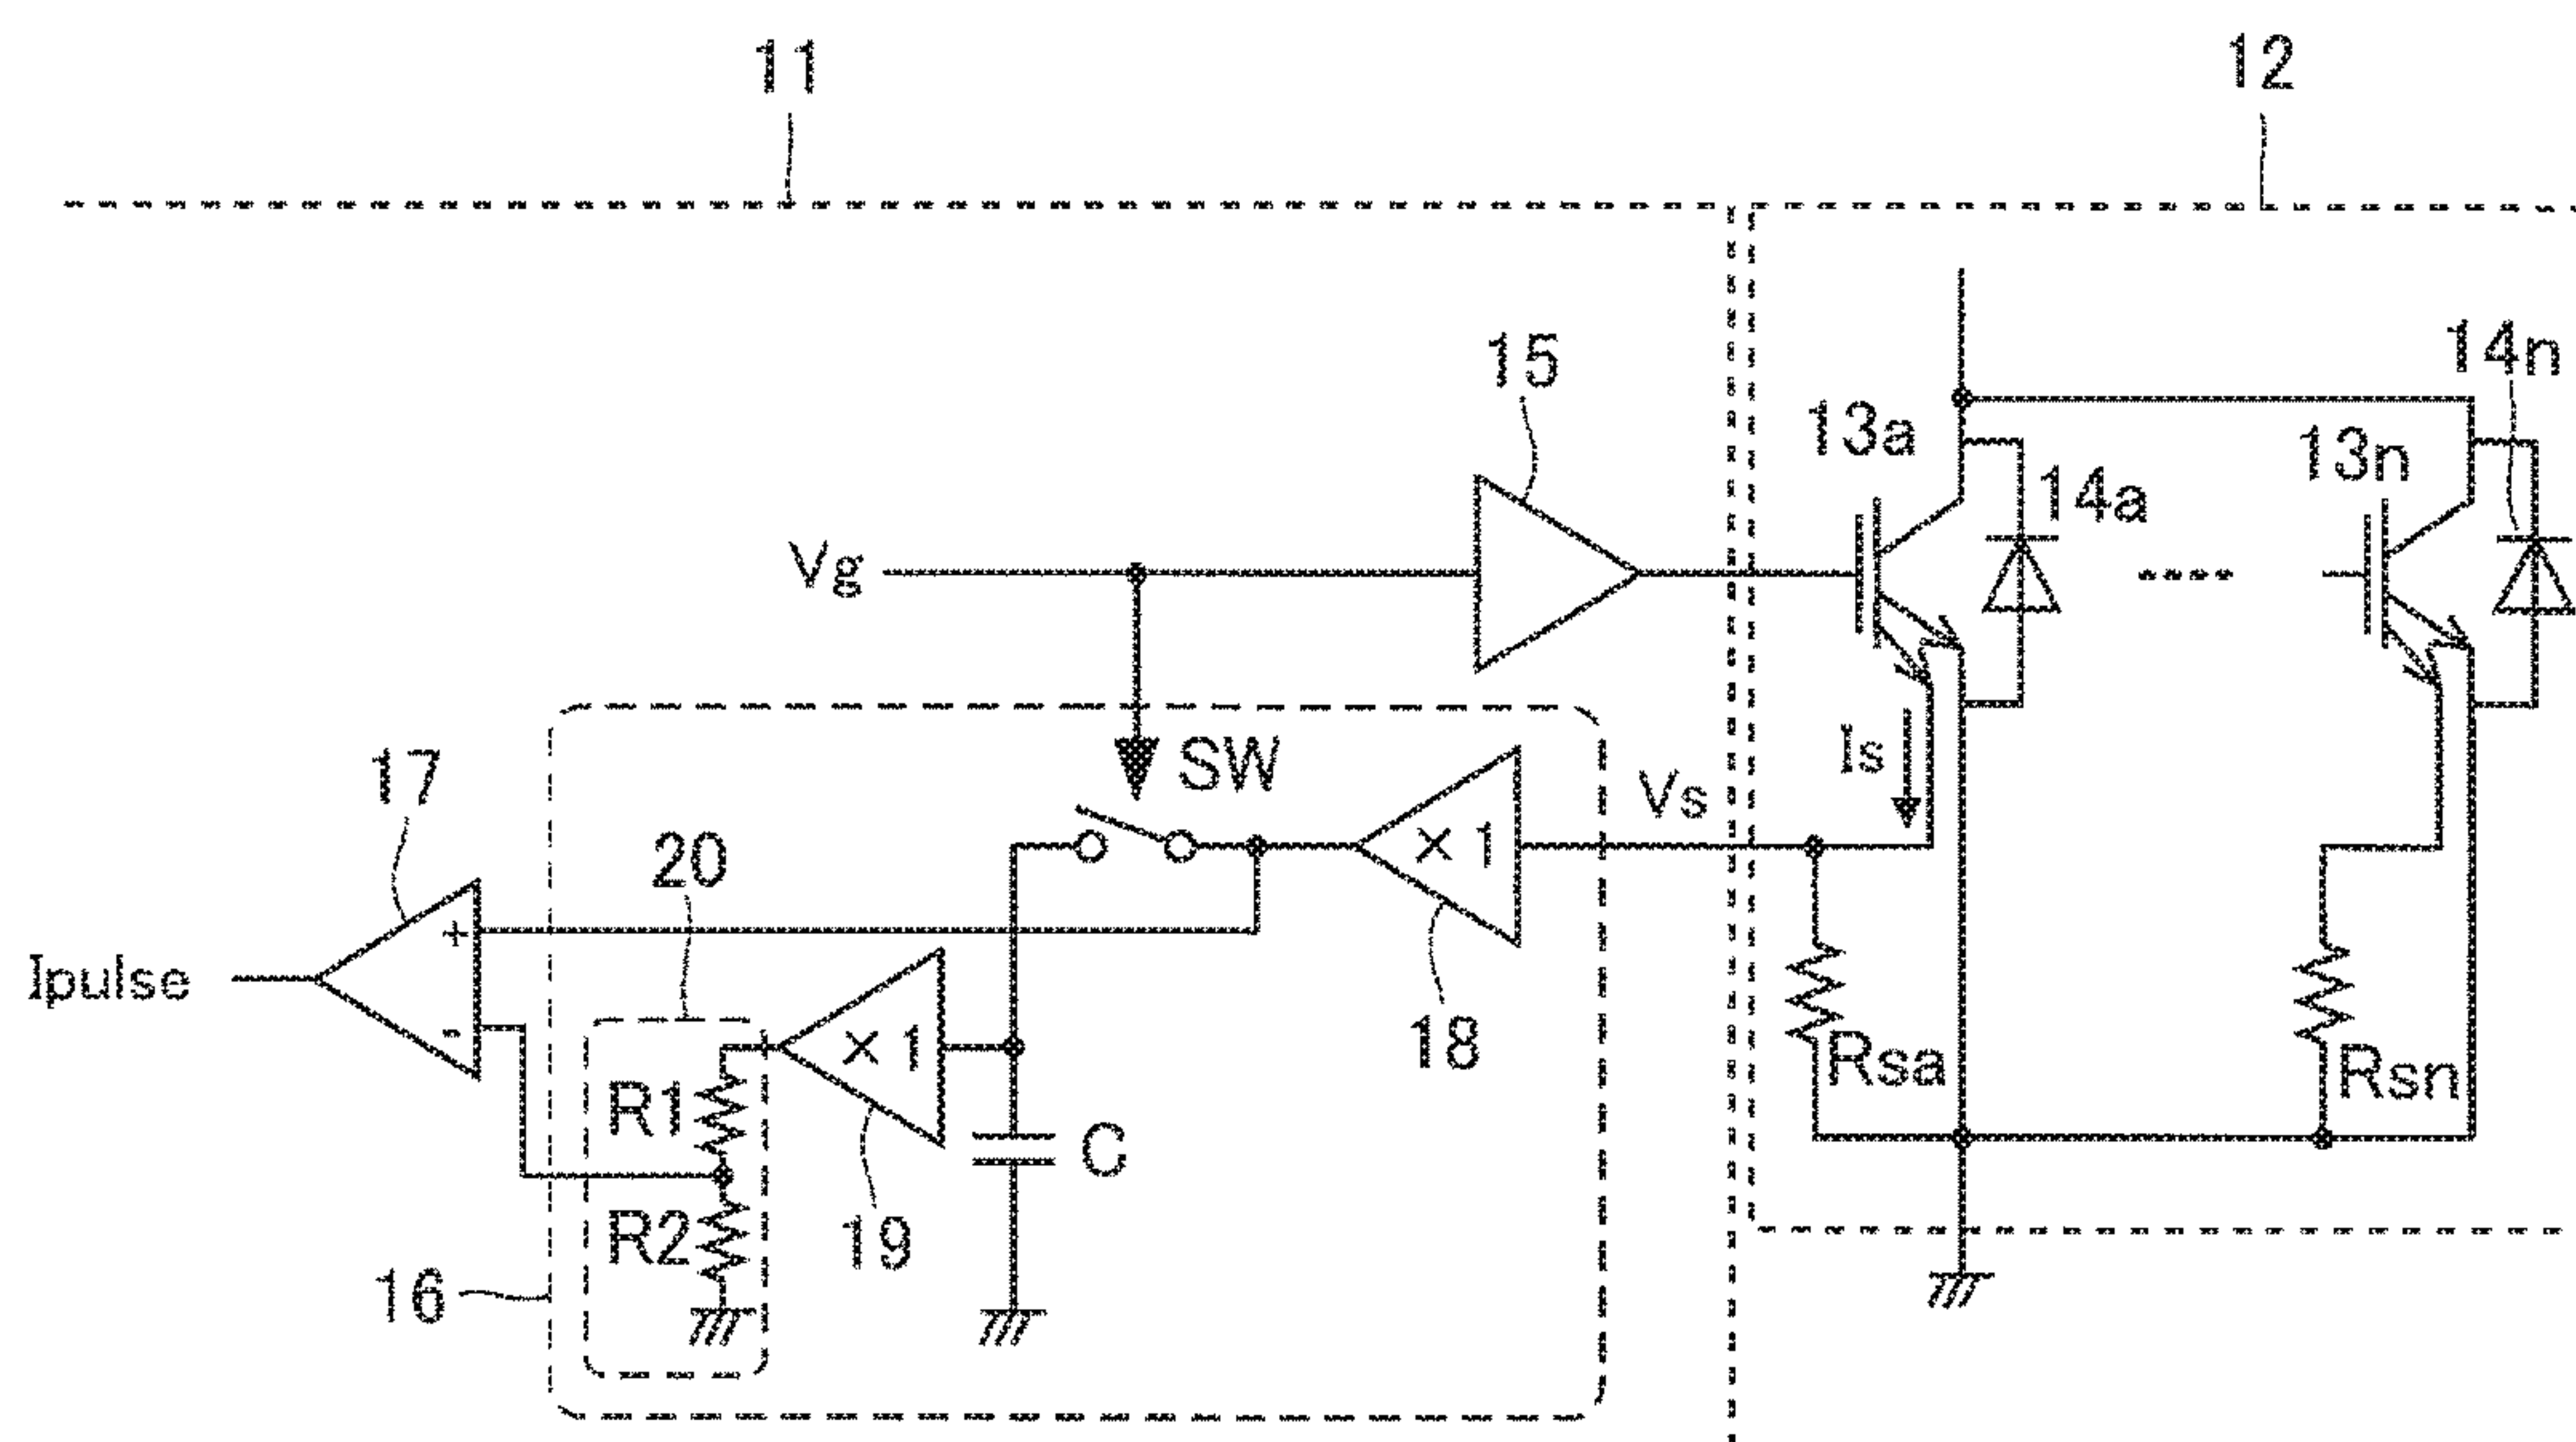 11
12
15
14n
13a
13n
14a
Vg
SW
Is
Vs
17
20
×1
+
Ipulse
-
×1
18
R1
Rsa
Rsn
C
R2
19
16